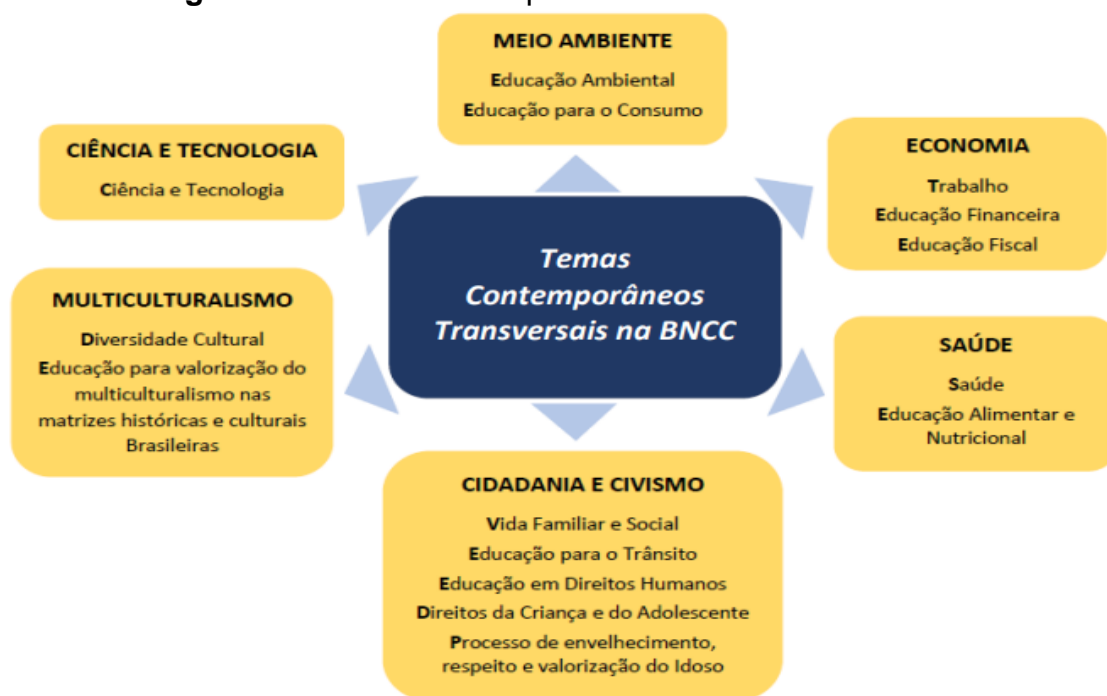 MEIO AMBIENTE
Educação Ambiental
Educação para o Consumo
CIÊNCIA E TECNOLOGIA
Ciência e Tecnologia
ECONOMIA
Trabalho
Educação Financeira
Educação Fiscal
Temas
Contemporâneos
Transversais na BNCC
MULTICULTURALISMO
Diversidade Cultural
Educação para valorização do
multiculturalismo nas
matrizes históricas e culturais
Brasileiras
SAÚDE
Saúde
Educação Alimentar e
Nutricional
CIDADANIA E CIVISMO
Vida Familiar e Social
Educação para o Trânsito
Educação em Direitos Humanos
Direitos da Criança e do Adolescente
Processo de envelhecimento,
respeito e valorização do Idoso